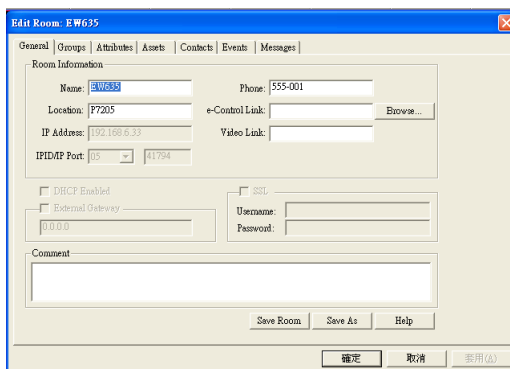 Edit Room: EW635
General Groups Attributes Assets Contacts Events Messages
Room Information
Name: EW635 Phone: 555-001
Location: P7205 e-Control Link: Browse...
IP Address: 192.168.6.33 Video Link:
IPID/IP Port: 05 41794
DHCP Enabled SSL
External Gateway Username:
0.0.0.0 Password:
Comment
Save Room Save As Help
確定 取消 套用(A)